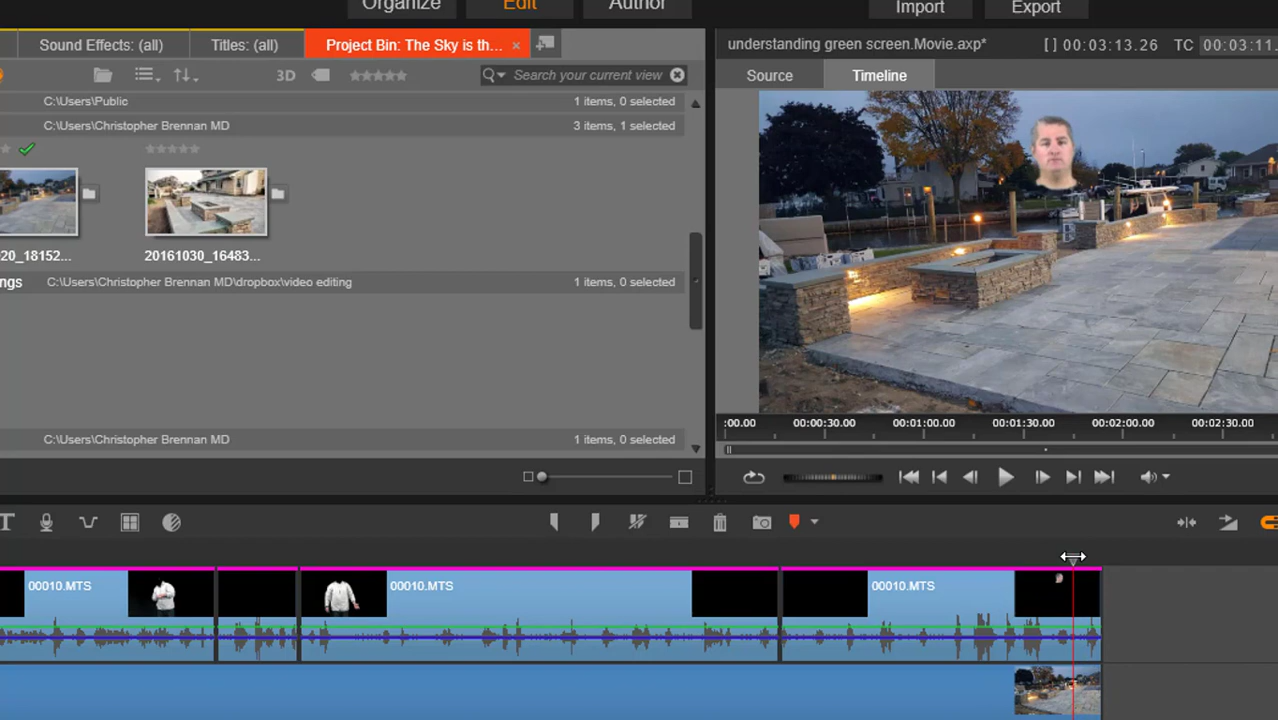 Organize Edit Author Import Export
Sound Effects: (all) Titles: (all) Project Bin: The Sky is th... ×
understanding green screen.Movie.axp* [ ] 00:03:13.26 TC 00:03:11.
3D Search your current view
Source Timeline
C:\Users\Public 1 items, 0 selected
C:\Users\Christopher Brennan MD 3 items, 1 selected
20_18152... 20161030_16483...
ngs C:\Users\Christopher Brennan MD\dropbox\video editing 1 items, 0 selected
:00.00 00:00:30.00 00:01:00.00 00:01:30.00 00:02:00.00 00:02:30.00
C:\Users\Christopher Brennan MD 1 items, 0 selected
T
00010.MTS 00010.MTS 00010.MTS